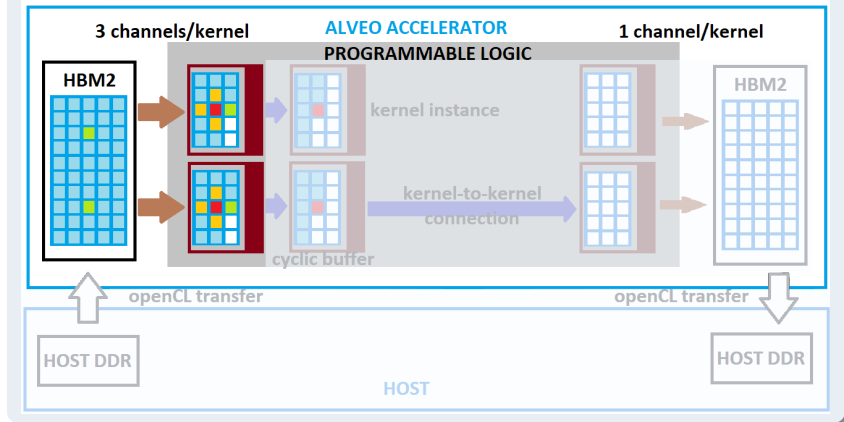 3 channels/kernel
ALVEO ACCELERATOR
1 channel/kernel
PROGRAMMABLE LOGIC
HBM2
HBM2
kernel instance
kernel-to-kernel
connection
cyclic buffer
openCL transfer
openCL transfer
HOST DDR
HOST DDR
HOST